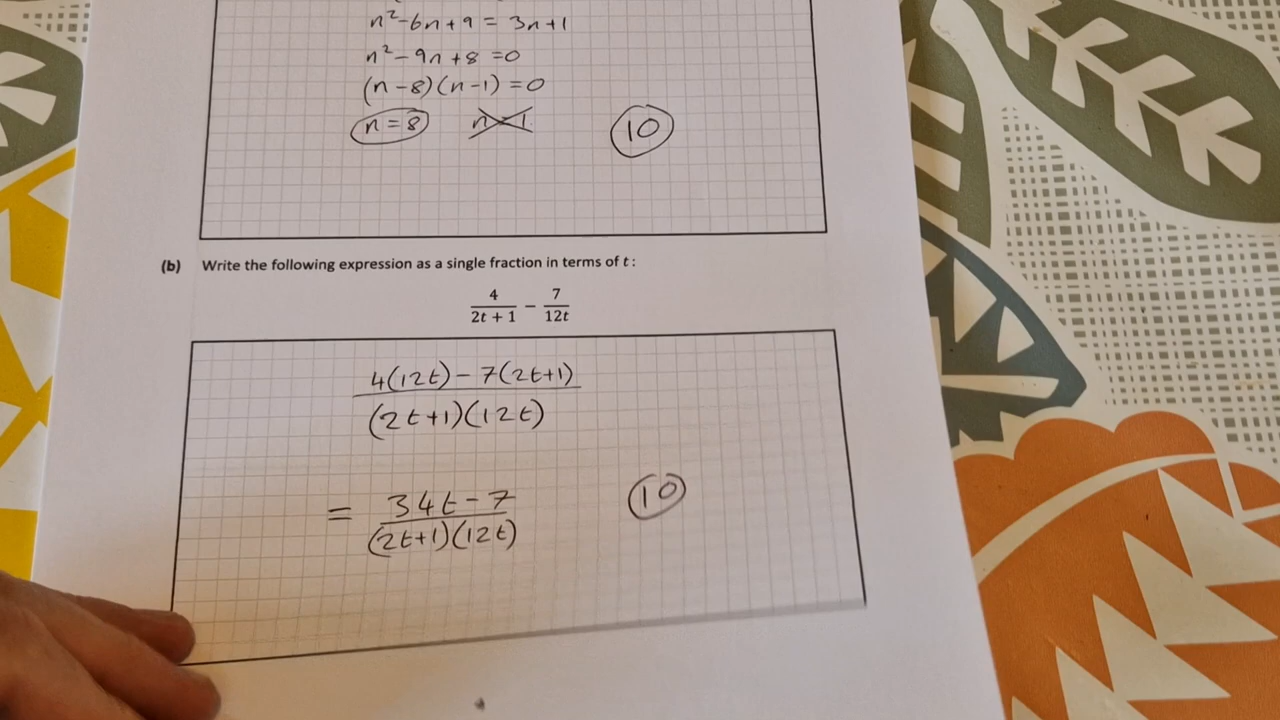 n²-6n+9 = 3n+1
n²-9n+8=0
(n-8)(n-1)=0
n=8 n=1 10
(b) Write the following expression as a single fraction in terms of t:
4/(2t + 1) − 7/(12t)
4(12t)-7(2t+1)
(2t+1)(12t)
= 34t-7 10
(2t+1)(12t)